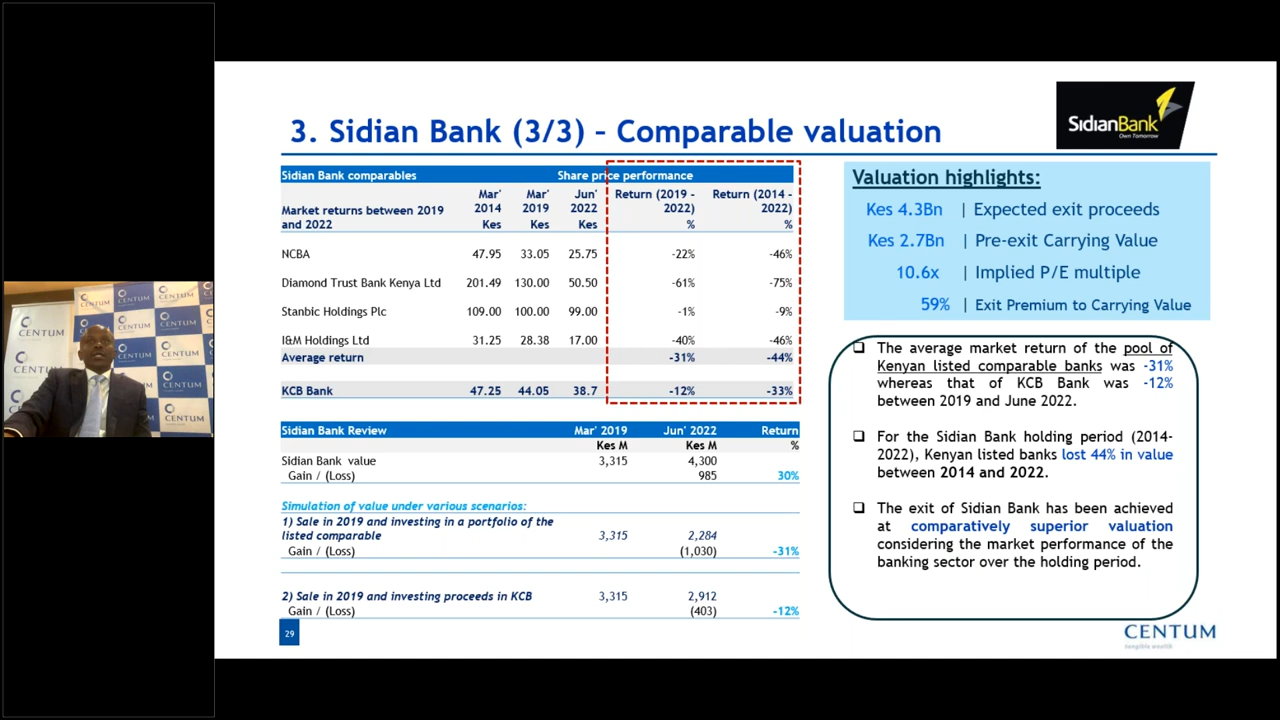 3. Sidian Bank (3/3) – Comparable valuation
SidianBank
Own Tomorrow
Sidian Bank comparables Share price performance
Market returns between 2019 and 2022 Mar' 2014 Kes Mar' 2019 Kes Jun' 2022 Kes Return (2019 - 2022) % Return (2014 - 2022) %
NCBA 47.95 33.05 25.75 -22% -46%
Diamond Trust Bank Kenya Ltd 201.49 130.00 50.50 -61% -75%
Stanbic Holdings Plc 109.00 100.00 99.00 -1% -9%
I&M Holdings Ltd 31.25 28.38 17.00 -40% -46%
Average return -31% -44%
KCB Bank 47.25 44.05 38.7 -12% -33%
Sidian Bank Review Mar' 2019 Jun' 2022 Return
Kes M Kes M %
Sidian Bank value 3,315 4,300
Gain / (Loss) 985 30%
Simulation of value under various scenarios:
1) Sale in 2019 and investing in a portfolio of the
listed comparable 3,315 2,284
Gain / (Loss) (1,030) -31%
2) Sale in 2019 and investing proceeds in KCB 3,315 2,912
Gain / (Loss) (403) -12%
29
Valuation highlights:
Kes 4.3Bn | Expected exit proceeds
Kes 2.7Bn | Pre-exit Carrying Value
10.6x | Implied P/E multiple
59% | Exit Premium to Carrying Value
❑ The average market return of the pool of
Kenyan listed comparable banks was -31%
whereas that of KCB Bank was -12%
between 2019 and June 2022.
❑ For the Sidian Bank holding period (2014-
2022), Kenyan listed banks lost 44% in value
between 2014 and 2022.
❑ The exit of Sidian Bank has been achieved
at comparatively superior valuation
considering the market performance of the
banking sector over the holding period.
CENTUM
tangible wealth
CENTUM
CENTUM
CENTUM
CENTUM
CENTUM